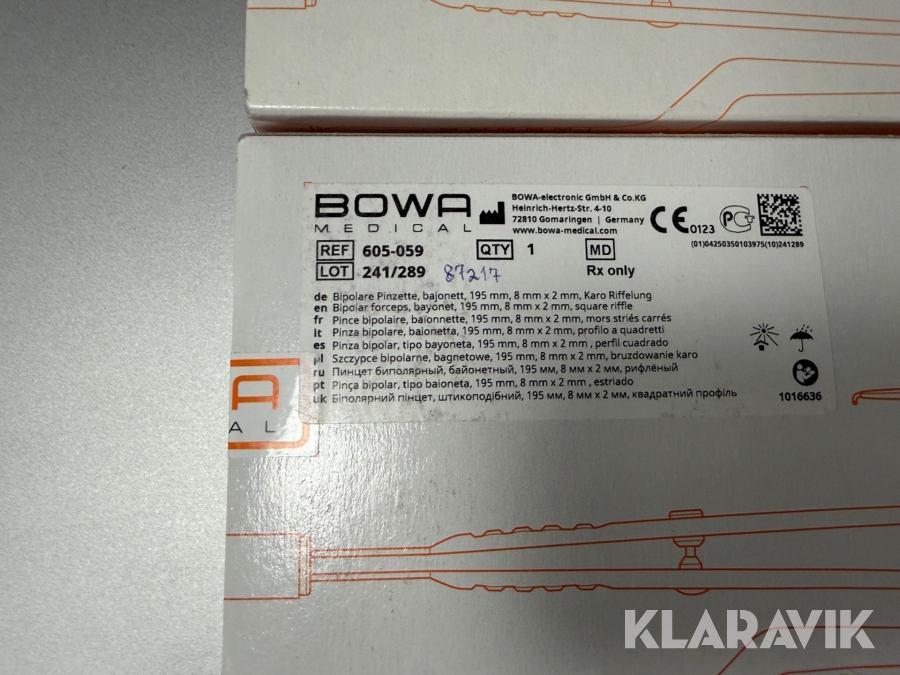 BOWA
MEDICAL
BOWA-electronic GmbH & Co.KG
Heinrich-Hertz-Str. 4-10
72810 Gomaringen | Germany
www.bowa-medical.com
CE 0123
(01)04250350103975(10)241289
REF 605-059 QTY 1 MD
LOT 241/289 87217 Rx only
de Bipolare Pinzette, bajonett, 195 mm, 8 mm x 2 mm, Karo Riffelung
en Bipolar forceps, bayonet, 195 mm, 8 mm x 2 mm, square riffle
fr Pince bipolaire, baïonnette, 195 mm, 8 mm x 2 mm, mors striés carrés
it Pinza bipolare, baionetta, 195 mm, 8 mm x 2 mm, profilo a quadretti
es Pinza bipolar, tipo bayoneta, 195 mm, 8 mm x 2 mm , perfil cuadrado
pl Szczypce bipolarne, bagnetowe, 195 mm, 8 mm x 2 mm, bruzdowanie karo
ru Пинцет биполярный, байонетный, 195 мм, 8 мм x 2 мм, рифлёный
pt Pinça bipolar, tipo baioneta, 195 mm, 8 mm x 2 mm , estriado
uk Біполярний пінцет, штикоподібний, 195 мм, 8 мм x 2 мм, квадратний профіль
1016636
A
AL
KLARAVIK